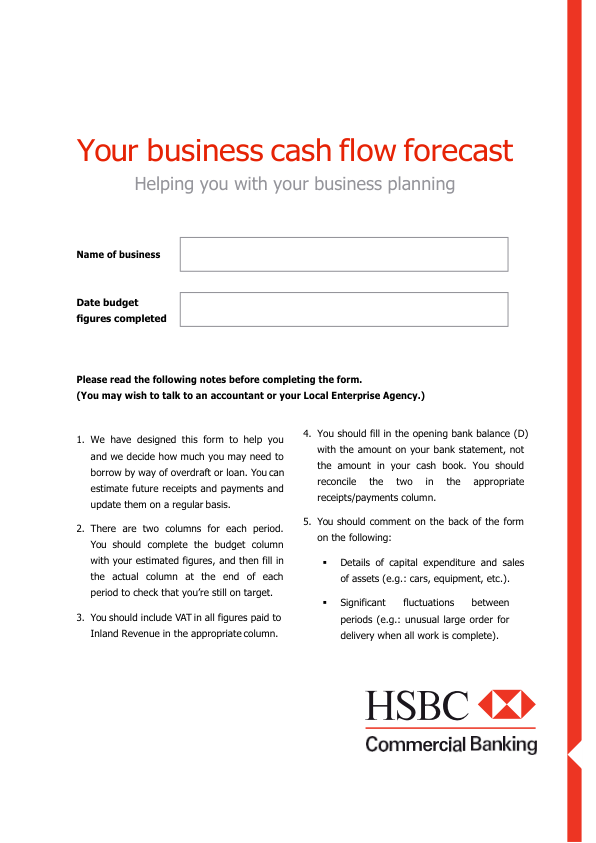 Your business cash flow forecast
Helping you with your business planning
Name of business
Date budget
figures completed
Please read the following notes before completing the form.
(You may wish to talk to an accountant or your Local Enterprise Agency.)
1. We have designed this form to help you
and we decide how much you may need to
borrow by way of overdraft or loan. You can
estimate future receipts and payments and
update them on a regular basis.
2. There are two columns for each period.
You should complete the budget column
with your estimated figures, and then fill in
the actual column at the end of each
period to check that you’re still on target.
3. You should include VAT in all figures paid to
Inland Revenue in the appropriate column.
4. You should fill in the opening bank balance (D)
with the amount on your bank statement, not
the amount in your cash book. You should
reconcile the two in the appropriate
receipts/payments column.
5. You should comment on the back of the form
on the following:
▪ Details of capital expenditure and sales
of assets (e.g.: cars, equipment, etc.).
▪ Significant fluctuations between
periods (e.g.: unusual large order for
delivery when all work is complete).
HSBC
Commercial Banking